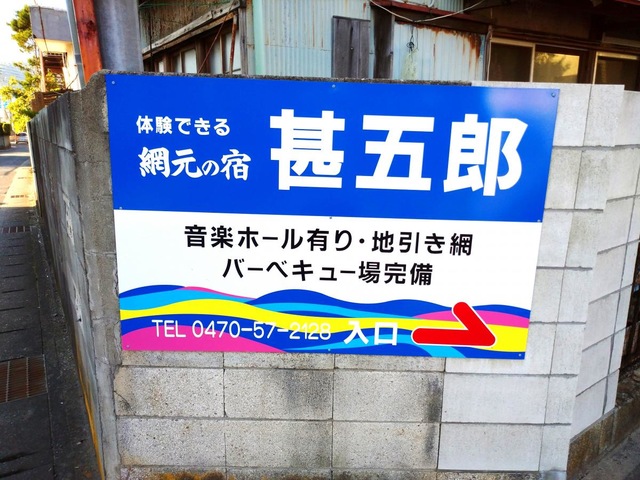 体験できる
網元の宿
甚五郎
音楽ホール有り・地引き網
バーベキュー場完備
TEL 0470-57-2128 入口